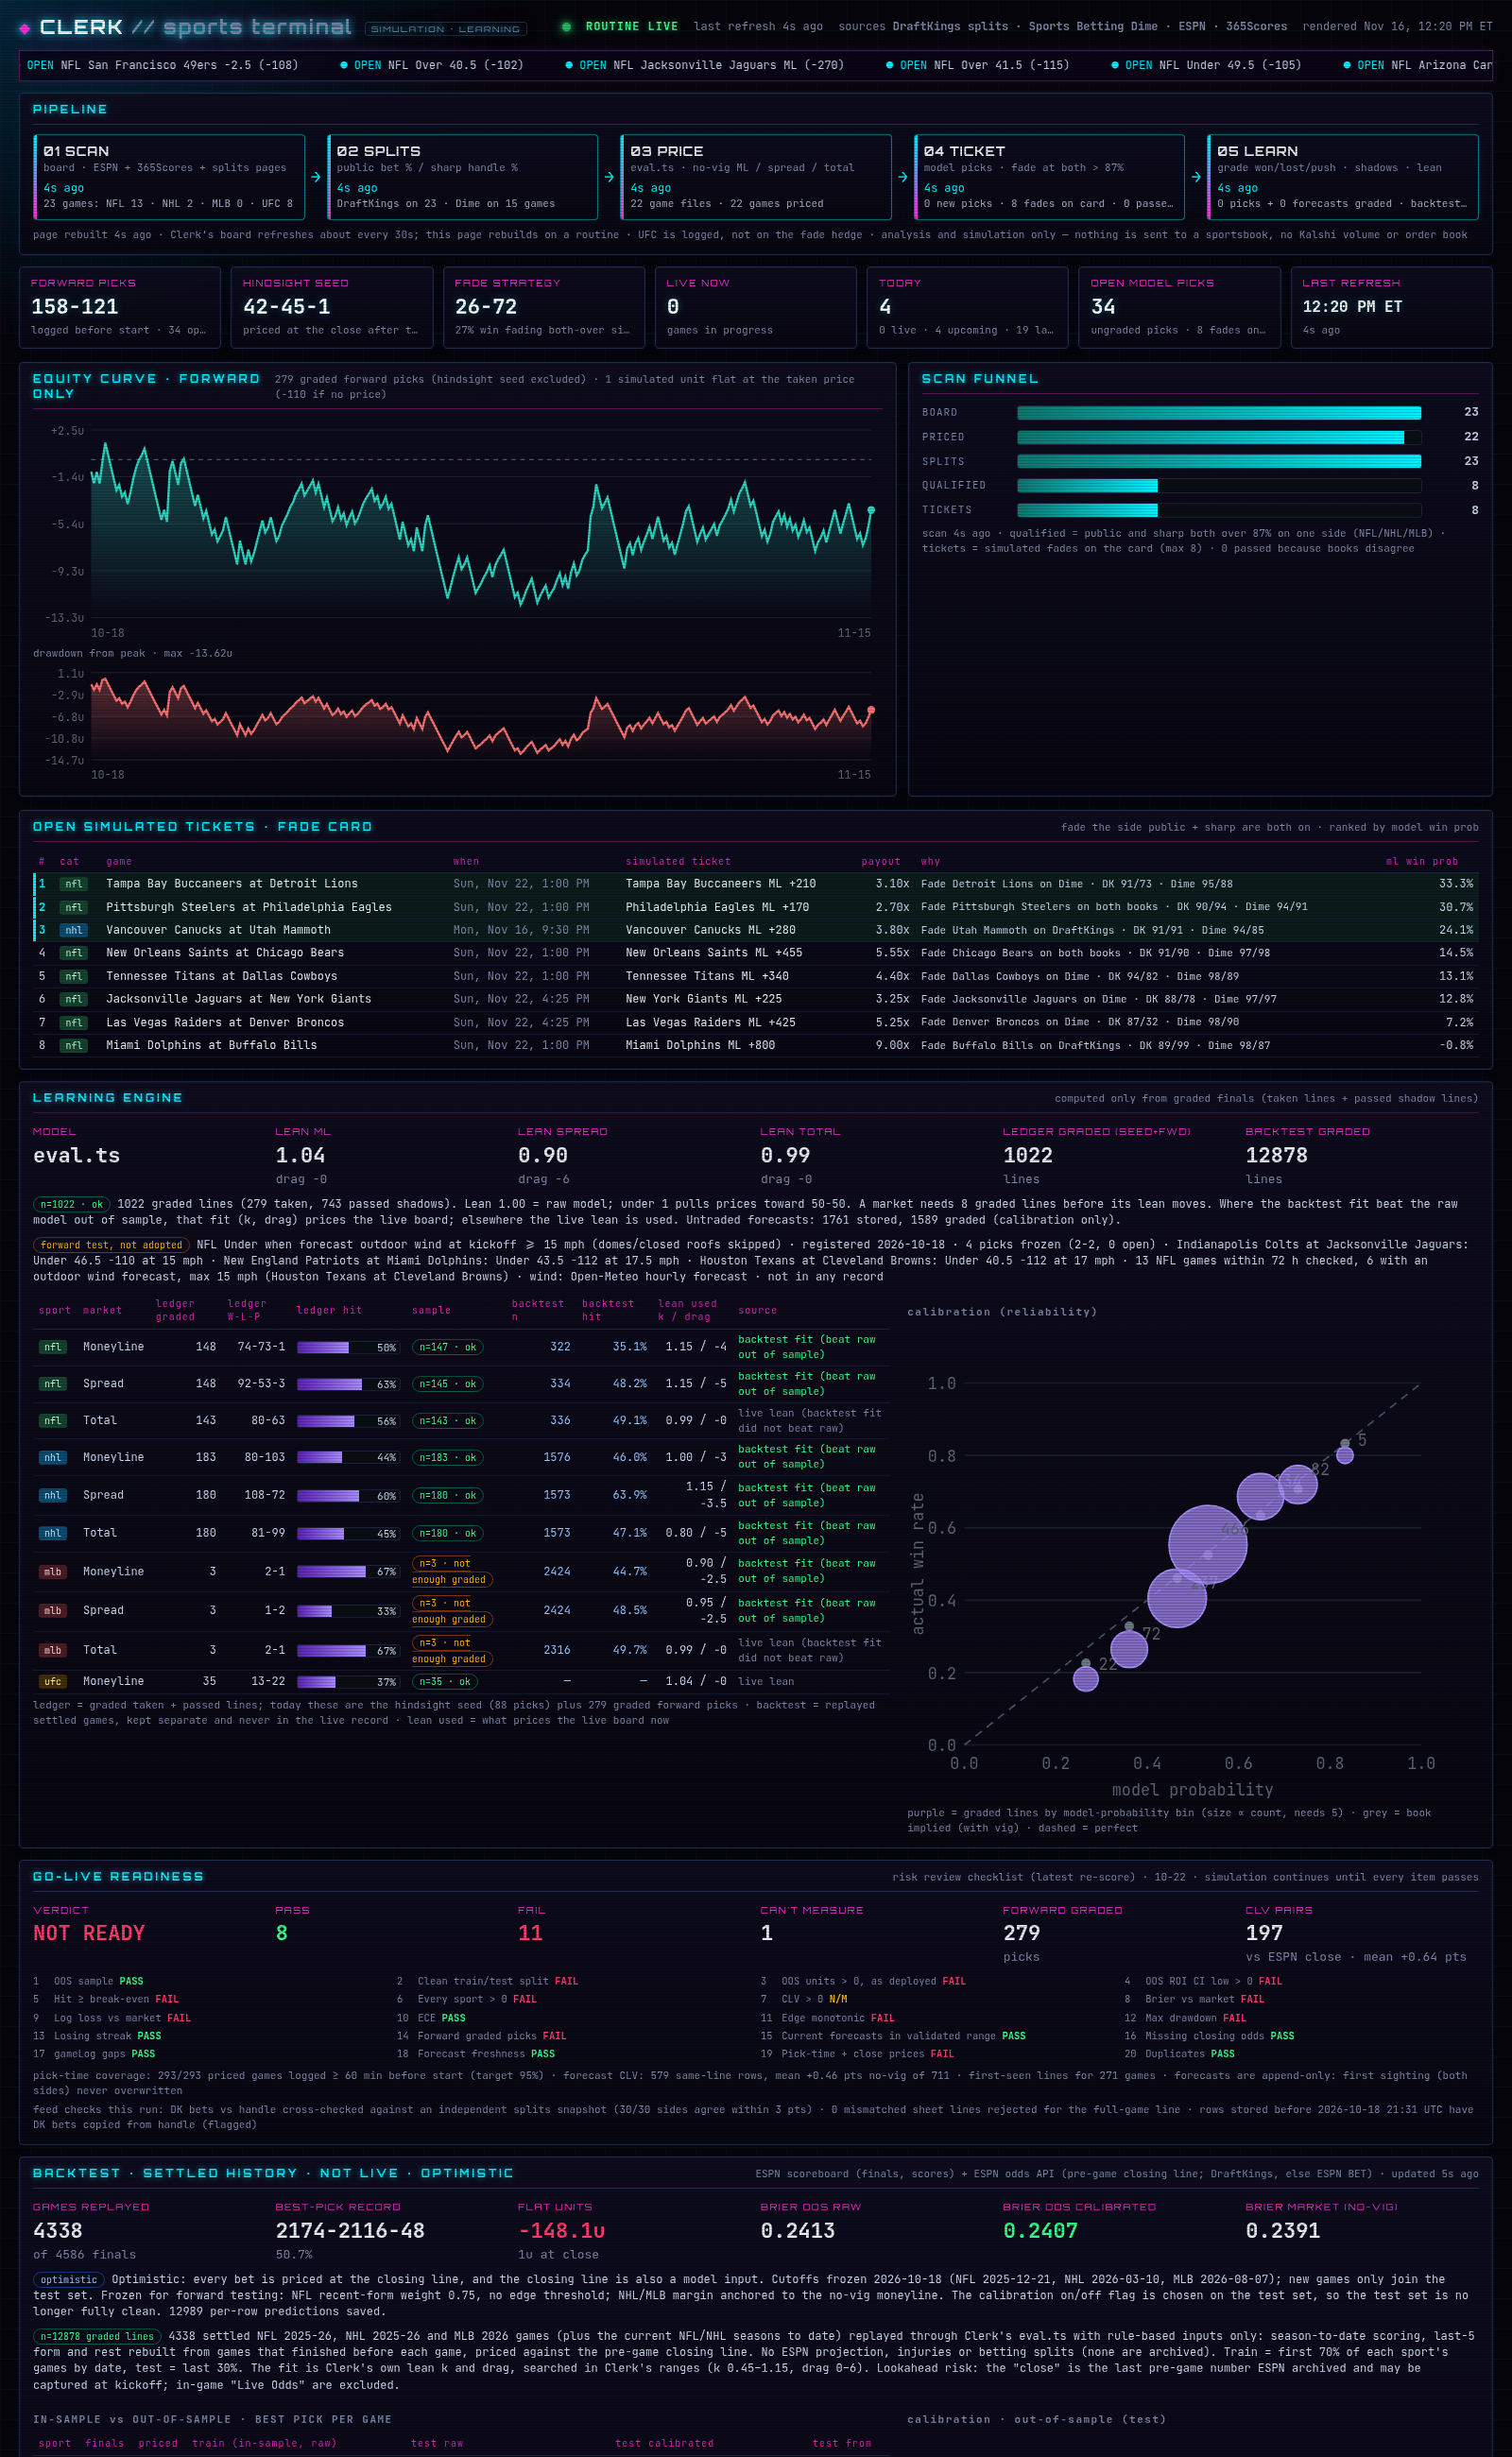 ◆ CLERK // sports terminal SIMULATION · LEARNING ● ROUTINE LIVE last refresh 4s ago sources DraftKings splits · Sports Betting Dime · ESPN · 365Scores rendered Nov 16, 12:20 PM ET
OPEN NFL San Francisco 49ers -2.5 (-108) ● OPEN NFL Over 40.5 (-102) ● OPEN NFL Jacksonville Jaguars ML (-270) ● OPEN NFL Over 41.5 (-115) ● OPEN NFL Under 49.5 (-105) ● OPEN NFL Arizona Car
PIPELINE
01 SCAN
board · ESPN + 365Scores + splits pages
4s ago
23 games: NFL 13 · NHL 2 · MLB 0 · UFC 8
→
02 SPLITS
public bet % / sharp handle %
4s ago
DraftKings on 23 · Dime on 15 games
→
03 PRICE
eval.ts · no-vig ML / spread / total
4s ago
22 game files · 22 games priced
→
04 TICKET
model picks · fade at both > 87%
4s ago
0 new picks · 8 fades on card · 0 passe…
→
05 LEARN
grade won/lost/push · shadows · lean
4s ago
0 picks + 0 forecasts graded · backtest…
page rebuilt 4s ago · Clerk's board refreshes about every 30s; this page rebuilds on a routine · UFC is logged, not on the fade hedge · analysis and simulation only — nothing is sent to a sportsbook, no Kalshi volume or order book
FORWARD PICKS
158-121
logged before start · 34 op…
HINDSIGHT SEED
42-45-1
priced at the close after t…
FADE STRATEGY
26-72
27% win fading both-over si…
LIVE NOW
0
games in progress
TODAY
4
0 live · 4 upcoming · 19 la…
OPEN MODEL PICKS
34
ungraded picks · 8 fades on…
LAST REFRESH
12:20 PM ET
4s ago
EQUITY CURVE · FORWARD ONLY
279 graded forward picks (hindsight seed excluded) · 1 simulated unit flat at the taken price (-110 if no price)
+2.5u
-1.4u
-5.4u
-9.3u
-13.3u
10-18 11-15
drawdown from peak · max -13.62u
1.1u
-2.9u
-6.8u
-10.8u
-14.7u
10-18 11-15
SCAN FUNNEL
BOARD 23
PRICED 22
SPLITS 23
QUALIFIED 8
TICKETS 8
scan 4s ago · qualified = public and sharp both over 87% on one side (NFL/NHL/MLB) ·
tickets = simulated fades on the card (max 8) · 0 passed because books disagree
OPEN SIMULATED TICKETS · FADE CARD fade the side public + sharp are both on · ranked by model win prob
# cat game when simulated ticket payout why ml win prob
1 nfl Tampa Bay Buccaneers at Detroit Lions Sun, Nov 22, 1:00 PM Tampa Bay Buccaneers ML +210 3.10x Fade Detroit Lions on Dime · DK 91/73 · Dime 95/88 33.3%
2 nfl Pittsburgh Steelers at Philadelphia Eagles Sun, Nov 22, 1:00 PM Philadelphia Eagles ML +170 2.70x Fade Pittsburgh Steelers on both books · DK 90/94 · Dime 94/91 30.7%
3 nhl Vancouver Canucks at Utah Mammoth Mon, Nov 16, 9:30 PM Vancouver Canucks ML +280 3.80x Fade Utah Mammoth on DraftKings · DK 91/91 · Dime 94/85 24.1%
4 nfl New Orleans Saints at Chicago Bears Sun, Nov 22, 1:00 PM New Orleans Saints ML +455 5.55x Fade Chicago Bears on both books · DK 91/90 · Dime 97/98 14.5%
5 nfl Tennessee Titans at Dallas Cowboys Sun, Nov 22, 1:00 PM Tennessee Titans ML +340 4.40x Fade Dallas Cowboys on Dime · DK 94/82 · Dime 98/89 13.1%
6 nfl Jacksonville Jaguars at New York Giants Sun, Nov 22, 4:25 PM New York Giants ML +225 3.25x Fade Jacksonville Jaguars on Dime · DK 88/78 · Dime 97/97 12.8%
7 nfl Las Vegas Raiders at Denver Broncos Sun, Nov 22, 4:25 PM Las Vegas Raiders ML +425 5.25x Fade Denver Broncos on Dime · DK 87/32 · Dime 98/90 7.2%
8 nfl Miami Dolphins at Buffalo Bills Sun, Nov 22, 1:00 PM Miami Dolphins ML +800 9.00x Fade Buffalo Bills on DraftKings · DK 89/99 · Dime 98/87 -0.8%
LEARNING ENGINE computed only from graded finals (taken lines + passed shadow lines)
MODEL
eval.ts
LEAN ML
1.04
drag -0
LEAN SPREAD
0.90
drag -6
LEAN TOTAL
0.99
drag -0
LEDGER GRADED (SEED+FWD)
1022
lines
BACKTEST GRADED
12878
lines
n=1022 · ok 1022 graded lines (279 taken, 743 passed shadows). Lean 1.00 = raw model; under 1 pulls prices toward 50-50. A market needs 8 graded lines before its lean moves. Where the backtest fit beat the raw
model out of sample, that fit (k, drag) prices the live board; elsewhere the live lean is used. Untraded forecasts: 1761 stored, 1589 graded (calibration only).
forward test, not adopted NFL Under when forecast outdoor wind at kickoff ≥ 15 mph (domes/closed roofs skipped) · registered 2026-10-18 · 4 picks frozen (2-2, 0 open) · Indianapolis Colts at Jacksonville Jaguars:
Under 46.5 -110 at 15 mph · New England Patriots at Miami Dolphins: Under 43.5 -112 at 17.5 mph · Houston Texans at Cleveland Browns: Under 40.5 -112 at 17 mph · 13 NFL games within 72 h checked, 6 with an
outdoor wind forecast, max 15 mph (Houston Texans at Cleveland Browns) · wind: Open-Meteo hourly forecast · not in any record
sport market ledger graded ledger W-L-P ledger hit sample backtest n backtest hit lean used k / drag source
nfl Moneyline 148 74-73-1 50% n=147 · ok 322 35.1% 1.15 / -4 backtest fit (beat raw out of sample)
nfl Spread 148 92-53-3 63% n=145 · ok 334 48.2% 1.15 / -5 backtest fit (beat raw out of sample)
nfl Total 143 80-63 56% n=143 · ok 336 49.1% 0.99 / -0 live lean (backtest fit did not beat raw)
nhl Moneyline 183 80-103 44% n=183 · ok 1576 46.0% 1.00 / -3 backtest fit (beat raw out of sample)
nhl Spread 180 108-72 60% n=180 · ok 1573 63.9% 1.15 / -3.5 backtest fit (beat raw out of sample)
nhl Total 180 81-99 45% n=180 · ok 1573 47.1% 0.80 / -5 backtest fit (beat raw out of sample)
mlb Moneyline 3 2-1 67% n=3 · not enough graded 2424 44.7% 0.90 / -2.5 backtest fit (beat raw out of sample)
mlb Spread 3 1-2 33% n=3 · not enough graded 2424 48.5% 0.95 / -2.5 backtest fit (beat raw out of sample)
mlb Total 3 2-1 67% n=3 · not enough graded 2316 49.7% 0.99 / -0 live lean (backtest fit did not beat raw)
ufc Moneyline 35 13-22 37% n=35 · ok — — 1.04 / -0 live lean
ledger = graded taken + passed lines; today these are the hindsight seed (88 picks) plus 279 graded forward picks · backtest = replayed
settled games, kept separate and never in the live record · lean used = what prices the live board now
calibration (reliability)
1.0
0.8
0.6
0.4
0.2
0.0
0.0 0.2 0.4 0.6 0.8 1.0
actual win rate
model probability
22
72
466
82
5
purple = graded lines by model-probability bin (size ∝ count, needs 5) · grey = book
implied (with vig) · dashed = perfect
GO-LIVE READINESS risk review checklist (latest re-score) · 10-22 · simulation continues until every item passes
VERDICT
NOT READY
PASS
8
FAIL
11
CAN'T MEASURE
1
FORWARD GRADED
279
picks
CLV PAIRS
197
vs ESPN close · mean +0.64 pts
1 OOS sample PASS 2 Clean train/test split FAIL 3 OOS units > 0, as deployed FAIL 4 OOS ROI CI low > 0 FAIL
5 Hit ≥ break-even FAIL 6 Every sport > 0 FAIL 7 CLV > 0 N/M 8 Brier vs market FAIL
9 Log loss vs market FAIL 10 ECE PASS 11 Edge monotonic FAIL 12 Max drawdown FAIL
13 Losing streak PASS 14 Forward graded picks FAIL 15 Current forecasts in validated range PASS 16 Missing closing odds PASS
17 gameLog gaps PASS 18 Forecast freshness PASS 19 Pick-time + close prices FAIL 20 Duplicates PASS
pick-time coverage: 293/293 priced games logged ≥ 60 min before start (target 95%) · forecast CLV: 579 same-line rows, mean +0.46 pts no-vig of 711 · first-seen lines for 271 games · forecasts are append-only: first sighting (both
sides) never overwritten
feed checks this run: DK bets vs handle cross-checked against an independent splits snapshot (30/30 sides agree within 3 pts) · 0 mismatched sheet lines rejected for the full-game line · rows stored before 2026-10-18 21:31 UTC have
DK bets copied from handle (flagged)
BACKTEST · SETTLED HISTORY · NOT LIVE · OPTIMISTIC ESPN scoreboard (finals, scores) + ESPN odds API (pre-game closing line; DraftKings, else ESPN BET) · updated 5s ago
GAMES REPLAYED
4338
of 4586 finals
BEST-PICK RECORD
2174-2116-48
50.7%
FLAT UNITS
-148.1u
1u at close
BRIER OOS RAW
0.2413
BRIER OOS CALIBRATED
0.2407
BRIER MARKET (NO-VIG)
0.2391
optimistic Optimistic: every bet is priced at the closing line, and the closing line is also a model input. Cutoffs frozen 2026-10-18 (NFL 2025-12-21, NHL 2026-03-10, MLB 2026-08-07); new games only join the
test set. Frozen for forward testing: NFL recent-form weight 0.75, no edge threshold; NHL/MLB margin anchored to the no-vig moneyline. The calibration on/off flag is chosen on the test set, so the test set is no
longer fully clean. 12989 per-row predictions saved.
n=12878 graded lines 4338 settled NFL 2025-26, NHL 2025-26 and MLB 2026 games (plus the current NFL/NHL seasons to date) replayed through Clerk's eval.ts with rule-based inputs only: season-to-date scoring, last-5
form and rest rebuilt from games that finished before each game, priced against the pre-game closing line. No ESPN projection, injuries or betting splits (none are archived). Train = first 70% of each sport's
games by date, test = last 30%. The fit is Clerk's own lean k and drag, searched in Clerk's ranges (k 0.45–1.15, drag 0–6). Lookahead risk: the "close" is the last pre-game number ESPN archived and may be
captured at kickoff; in-game "Live Odds" are excluded.
IN-SAMPLE vs OUT-OF-SAMPLE · BEST PICK PER GAME calibration · out-of-sample (test)
sport finals priced train (in-sample, raw) test raw test calibrated test from